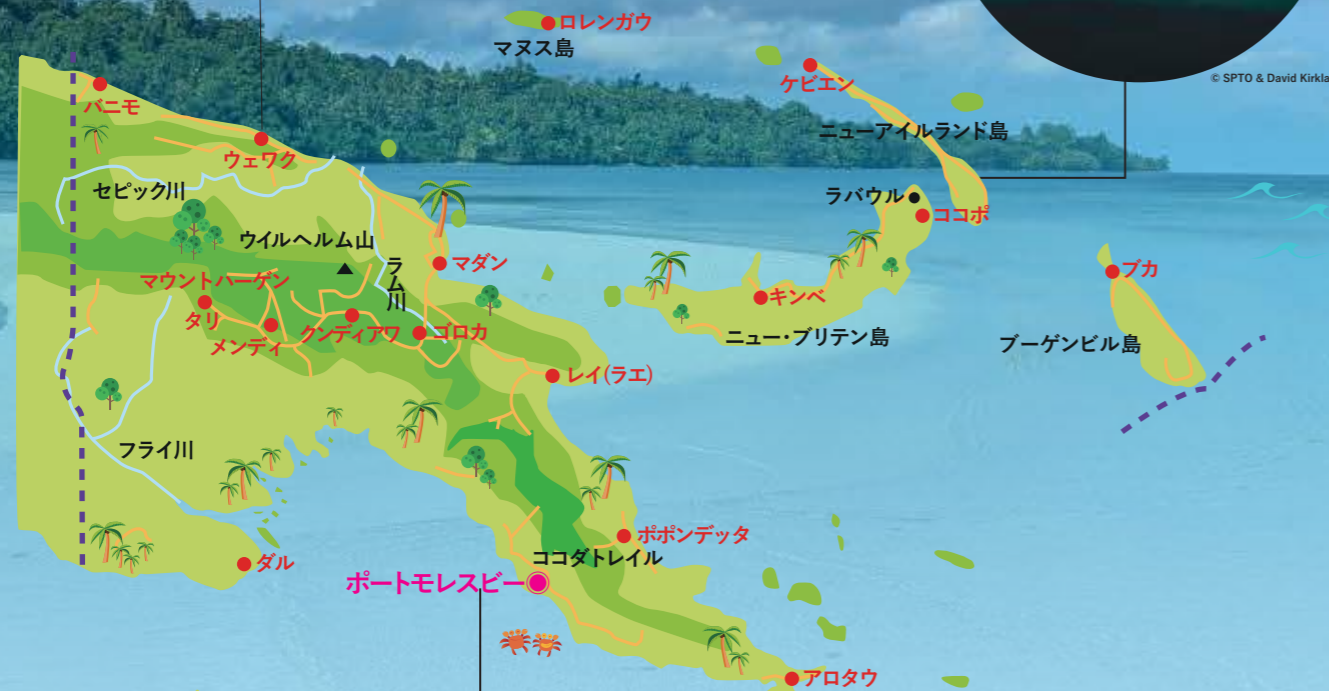 ロレンガウ
マヌス島
ケビエン
© SPTO & David Kirkla
バニモ
ニューアイルランド島
ウェワク
セピック川
ラバウル
ココポ
ウイルヘルム山
ラム川
マダン
ブカ
マウントハーゲン
キンベ
タリ
メンディ
クンディアワ
ゴロカ
ニュー・ブリテン島
ブーゲンビル島
レイ(ラエ)
フライ川
ポポンデッタ
ココダトレイル
ダル
ポートモレスビー
アロタウ